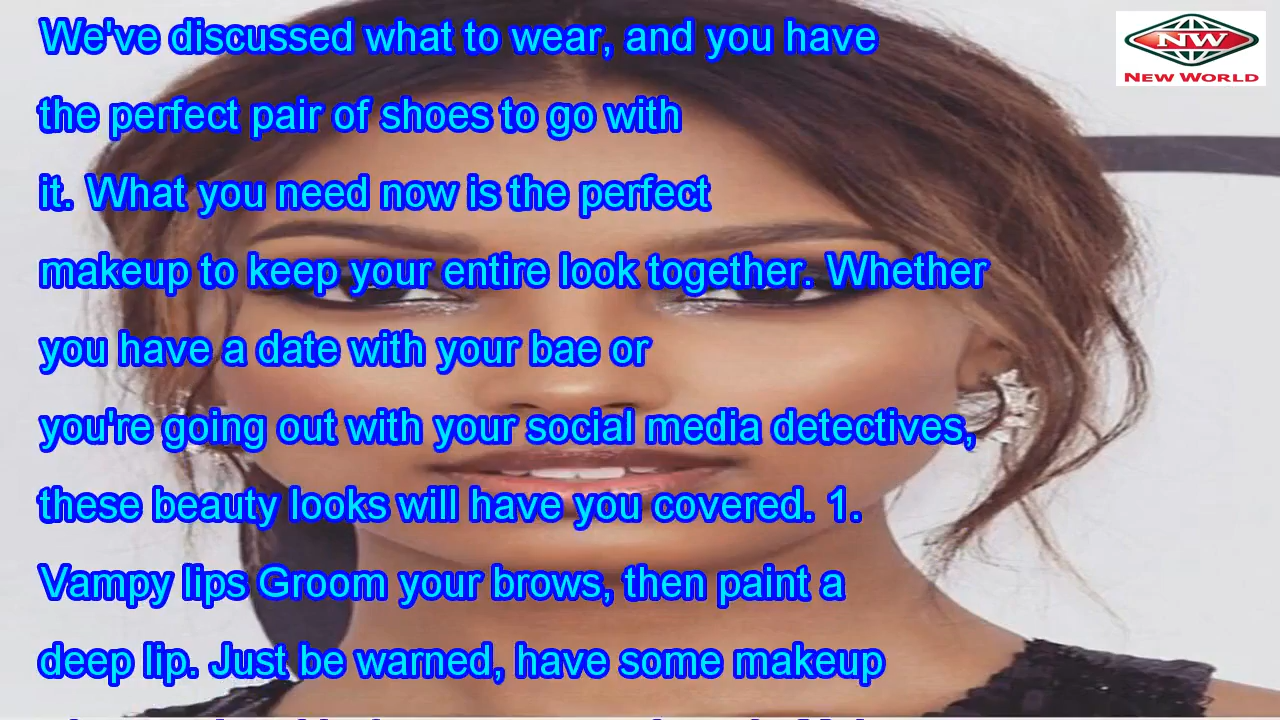 We've discussed what to wear, and you have
the perfect pair of shoes to go with
it. What you need now is the perfect
makeup to keep your entire look together. Whether
you have a date with your bae or
you're going out with your social media detectives,
these beauty looks will have you covered. 1.
Vampy lips Groom your brows, then paint a
deep lip. Just be warned, have some makeup
NW
NEW WORLD